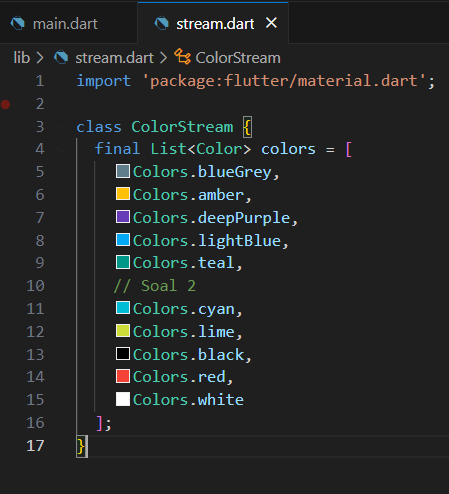 main.dart stream.dart ×
lib > stream.dart > ColorStream
1 import 'package:flutter/material.dart';
2
3 class ColorStream {
4 final List<Color> colors = [
5 Colors.blueGrey,
6 Colors.amber,
7 Colors.deepPurple,
8 Colors.lightBlue,
9 Colors.teal,
10 // Soal 2
11 Colors.cyan,
12 Colors.lime,
13 Colors.black,
14 Colors.red,
15 Colors.white
16 ];
17 }